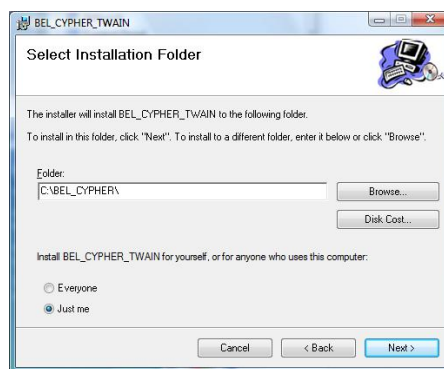 BEL_CYPHER_TWAIN
Select Installation Folder
The installer will install BEL_CYPHER_TWAIN to the following folder.
To install in this folder, click "Next". To install to a different folder, enter it below or click "Browse".
Folder:
C:\BEL_CYPHER\
Browse...
Disk Cost...
Install BEL_CYPHER_TWAIN for yourself, or for anyone who uses this computer:
Everyone
Just me
Cancel
< Back
Next >